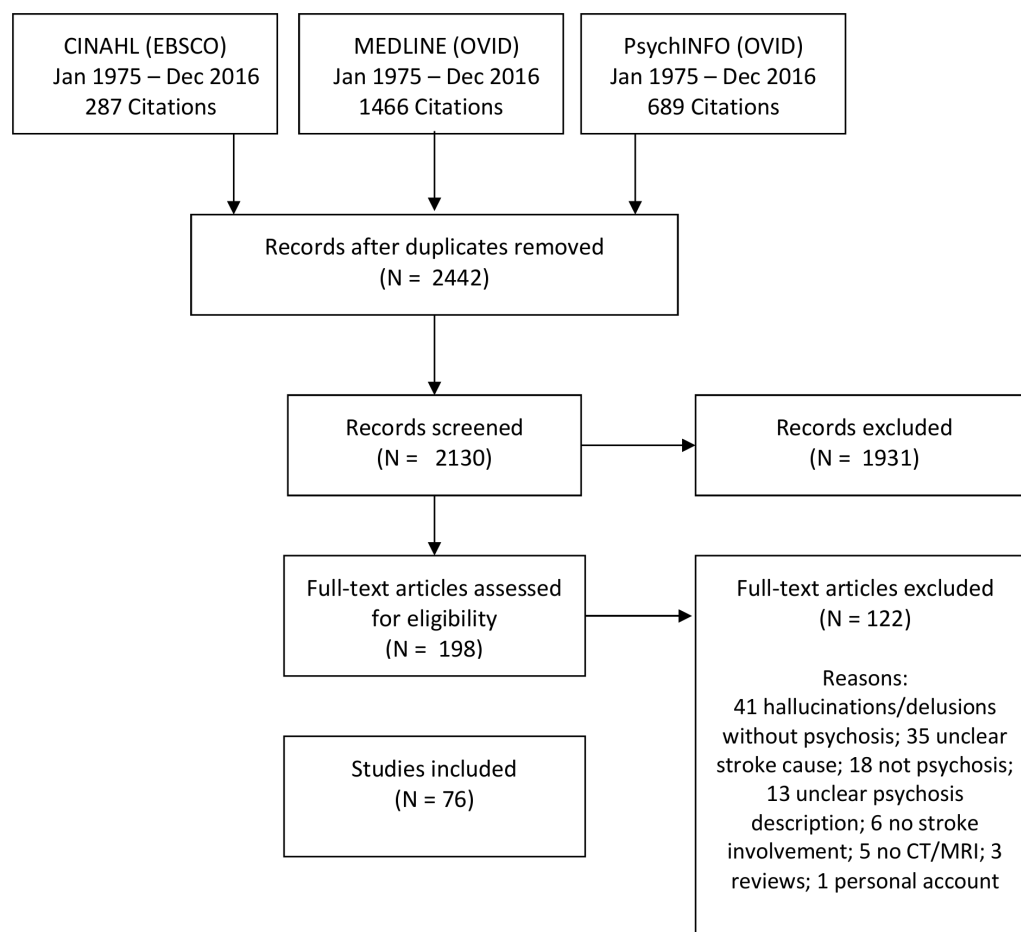 CINAHL (EBSCO)
Jan 1975 – Dec 2016
287 Citations
MEDLINE (OVID)
Jan 1975 – Dec 2016
1466 Citations
PsychINFO (OVID)
Jan 1975 – Dec 2016
689 Citations
Records after duplicates removed
(N = 2442)
Records screened
(N = 2130)
Records excluded
(N = 1931)
Full-text articles assessed
for eligibility
(N = 198)
Full-text articles excluded
(N = 122)
Reasons:
41 hallucinations/delusions
without psychosis; 35 unclear
stroke cause; 18 not psychosis;
13 unclear psychosis
description; 6 no stroke
involvement; 5 no CT/MRI; 3
reviews; 1 personal account
Studies included
(N = 76)